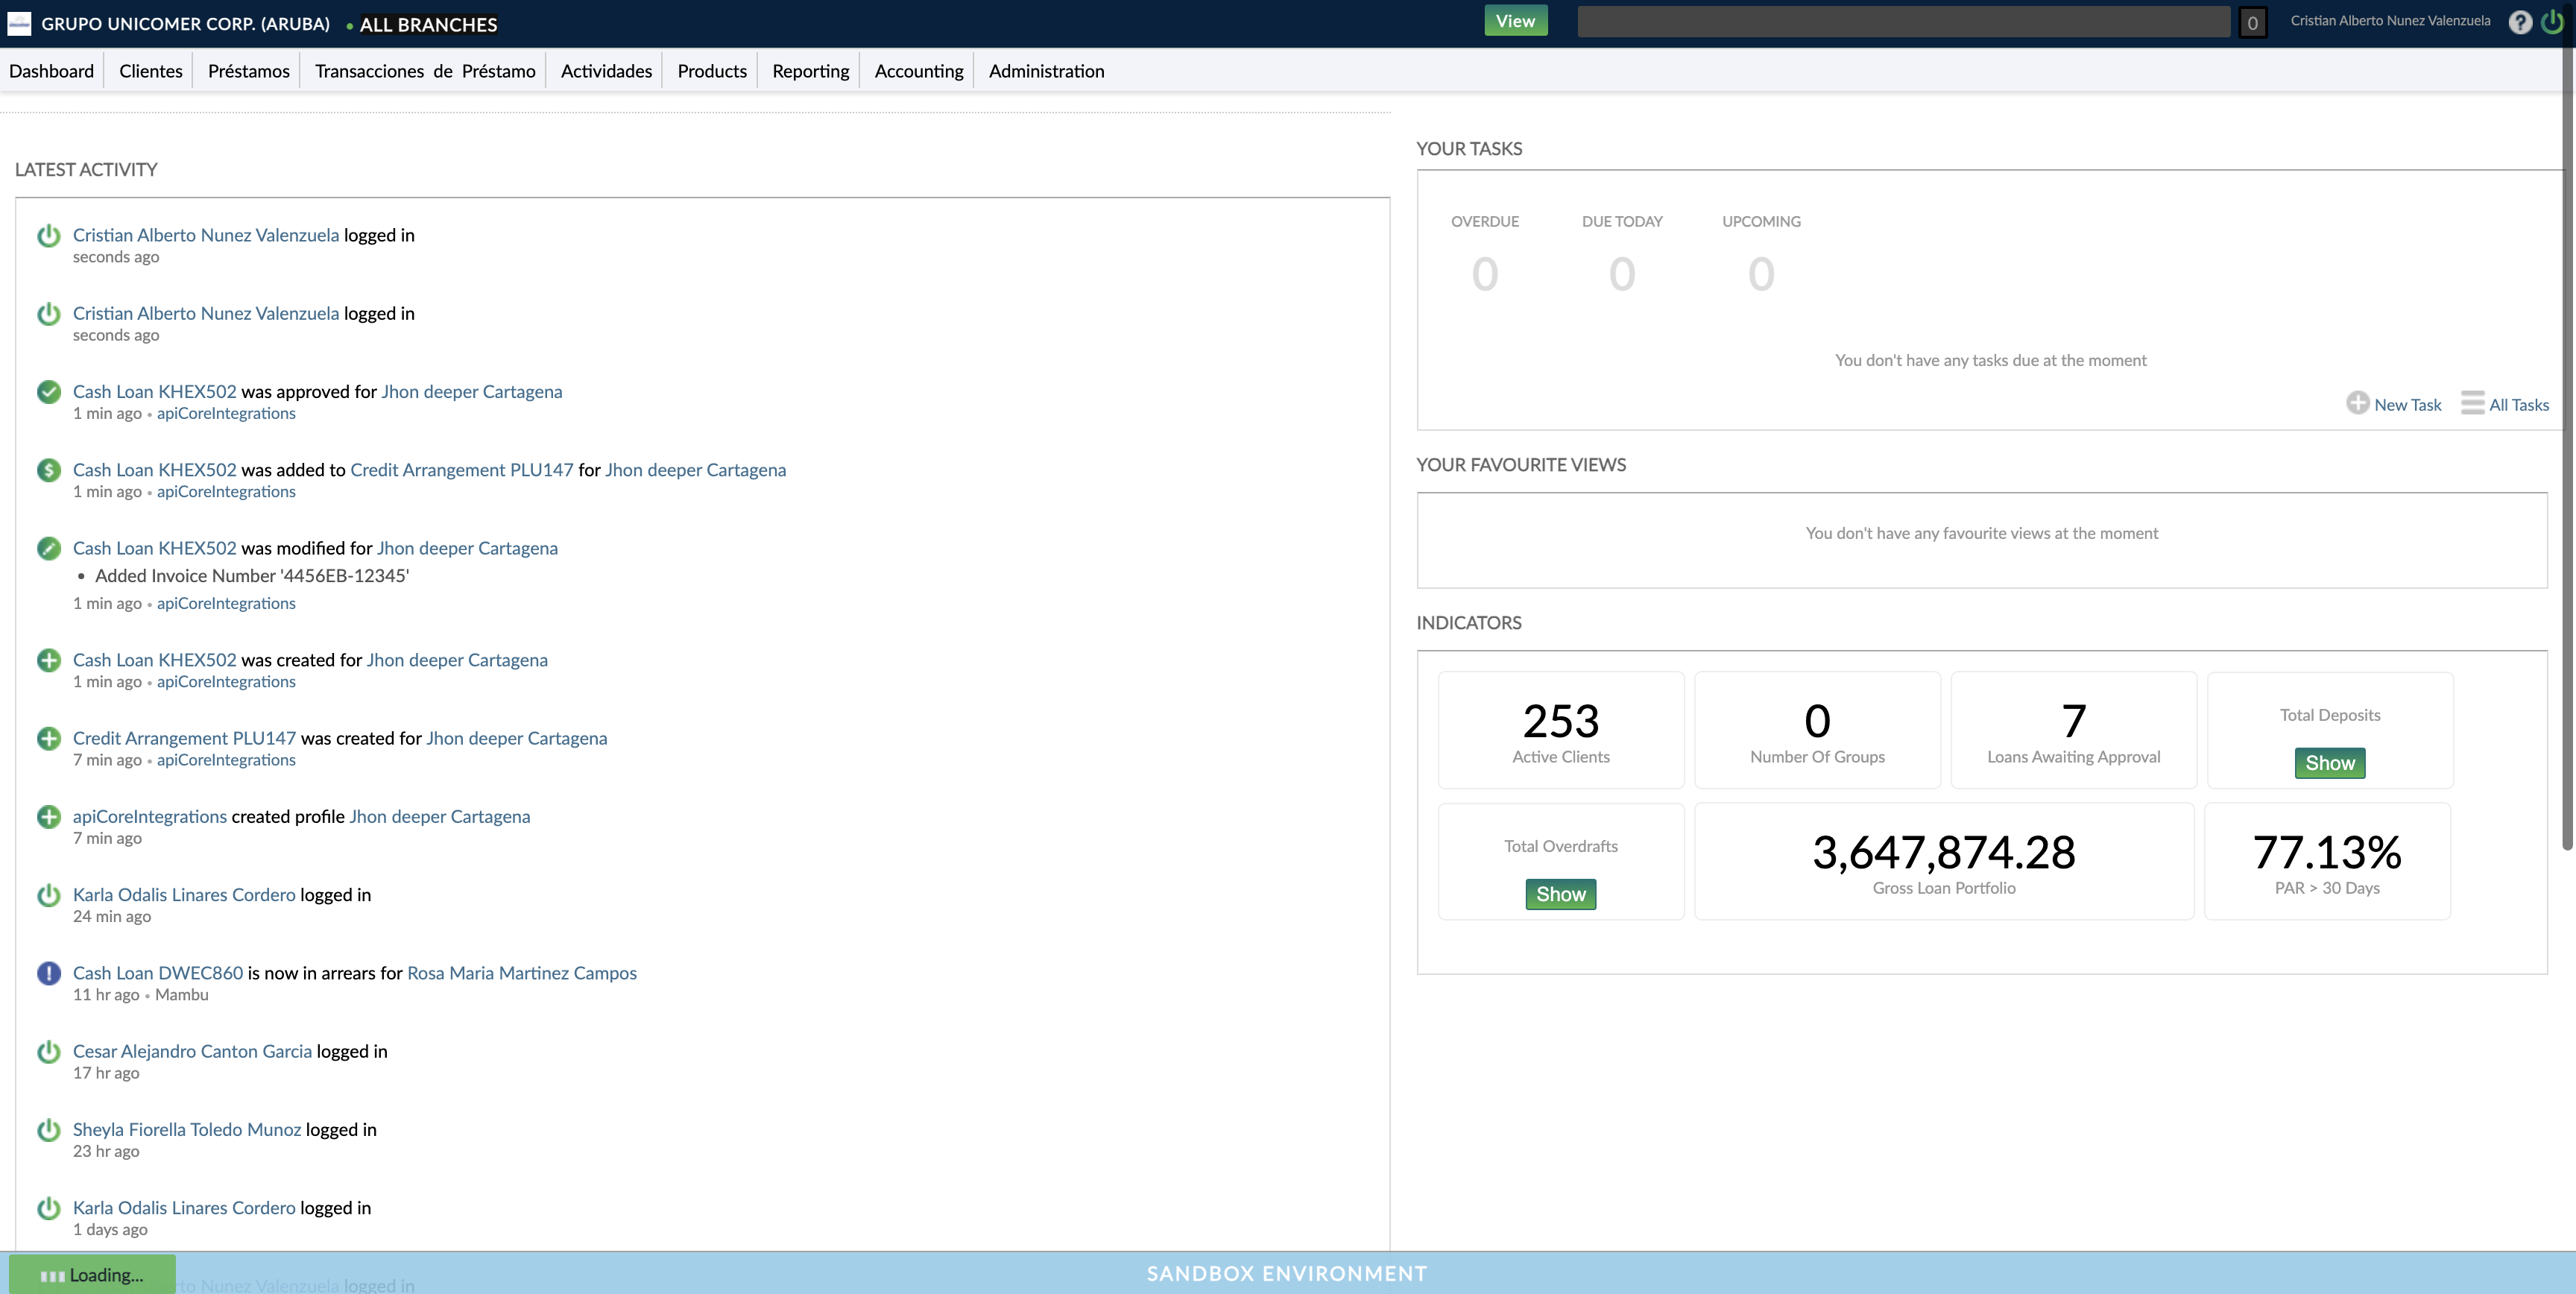 GRUPO UNICOMER CORP. (ARUBA) • ALL BRANCHES
View
0
Cristian Alberto Nunez Valenzuela
?
Dashboard Clientes Préstamos Transacciones de Préstamo Actividades Products Reporting Accounting Administration
LATEST ACTIVITY
Cristian Alberto Nunez Valenzuela logged in
seconds ago
Cristian Alberto Nunez Valenzuela logged in
seconds ago
Cash Loan KHEX502 was approved for Jhon deeper Cartagena
1 min ago • apiCoreIntegrations
Cash Loan KHEX502 was added to Credit Arrangement PLU147 for Jhon deeper Cartagena
1 min ago • apiCoreIntegrations
Cash Loan KHEX502 was modified for Jhon deeper Cartagena
• Added Invoice Number '4456EB-12345'
1 min ago • apiCoreIntegrations
Cash Loan KHEX502 was created for Jhon deeper Cartagena
1 min ago • apiCoreIntegrations
Credit Arrangement PLU147 was created for Jhon deeper Cartagena
7 min ago • apiCoreIntegrations
apiCoreIntegrations created profile Jhon deeper Cartagena
7 min ago
Karla Odalis Linares Cordero logged in
24 min ago
Cash Loan DWEC860 is now in arrears for Rosa Maria Martinez Campos
11 hr ago • Mambu
Cesar Alejandro Canton Garcia logged in
17 hr ago
Sheyla Fiorella Toledo Munoz logged in
23 hr ago
Karla Odalis Linares Cordero logged in
1 days ago
YOUR TASKS
OVERDUE DUE TODAY UPCOMING
0 0 0
You don't have any tasks due at the moment
New Task All Tasks
YOUR FAVOURITE VIEWS
You don't have any favourite views at the moment
INDICATORS
253
Active Clients
0
Number Of Groups
7
Loans Awaiting Approval
Total Deposits
Show
Total Overdrafts
Show
3,647,874.28
Gross Loan Portfolio
77.13%
PAR > 30 Days
Loading...
rto Nunez Valenzuela logged in
SANDBOX ENVIRONMENT